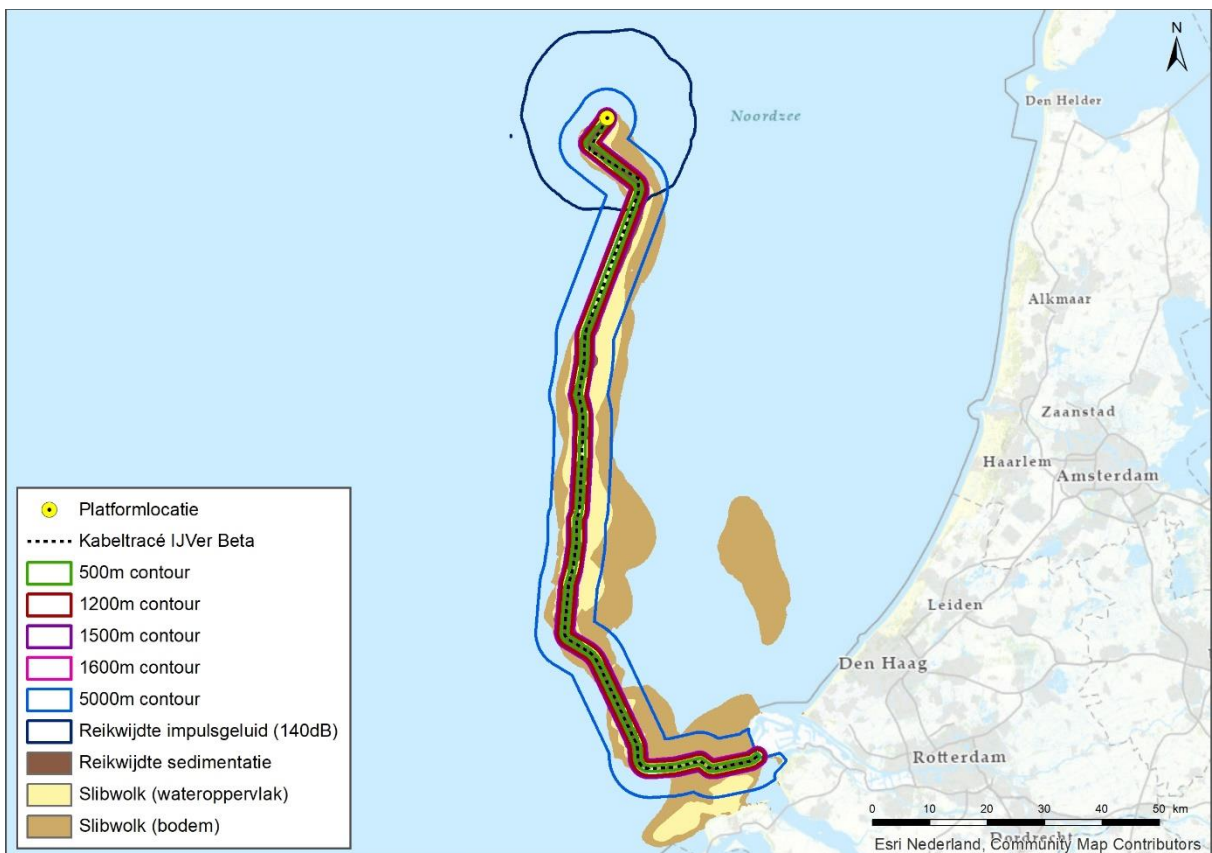 N
Den Helder
Noordzee
Alkmaar
Zaanstad
Haarlem
Amsterdam
Leiden
Den Haag
Rotterdam
Dordrecht
Platformlocatie
Kabeltracé IJVer Beta
500m contour
1200m contour
1500m contour
1600m contour
5000m contour
Reikwijdte impulsgeluid (140dB)
Reikwijdte sedimentatie
Slibwolk (wateroppervlak)
Slibwolk (bodem)
0 10 20 30 40 50 km
Esri Nederland, Community Map Contributors